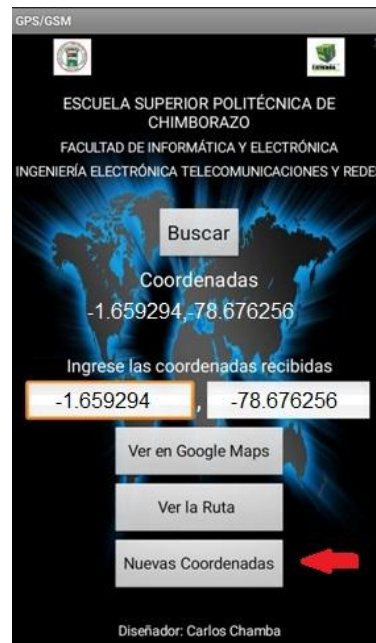 GPS/GSM
ESCUELA SUPERIOR POLITÉCNICA DE
CHIMBORAZO
FACULTAD DE INFORMÁTICA Y ELECTRÓNICA
INGENIERÍA ELECTRÓNICA TELECOMUNICACIONES Y REDE
Buscar
Coordenadas
-1.659294,-78.676256
Ingrese las coordenadas recibidas
-1.659294 , -78.676256
Ver en Google Maps
Ver la Ruta
Nuevas Coordenadas
Diseñador: Carlos Chamba